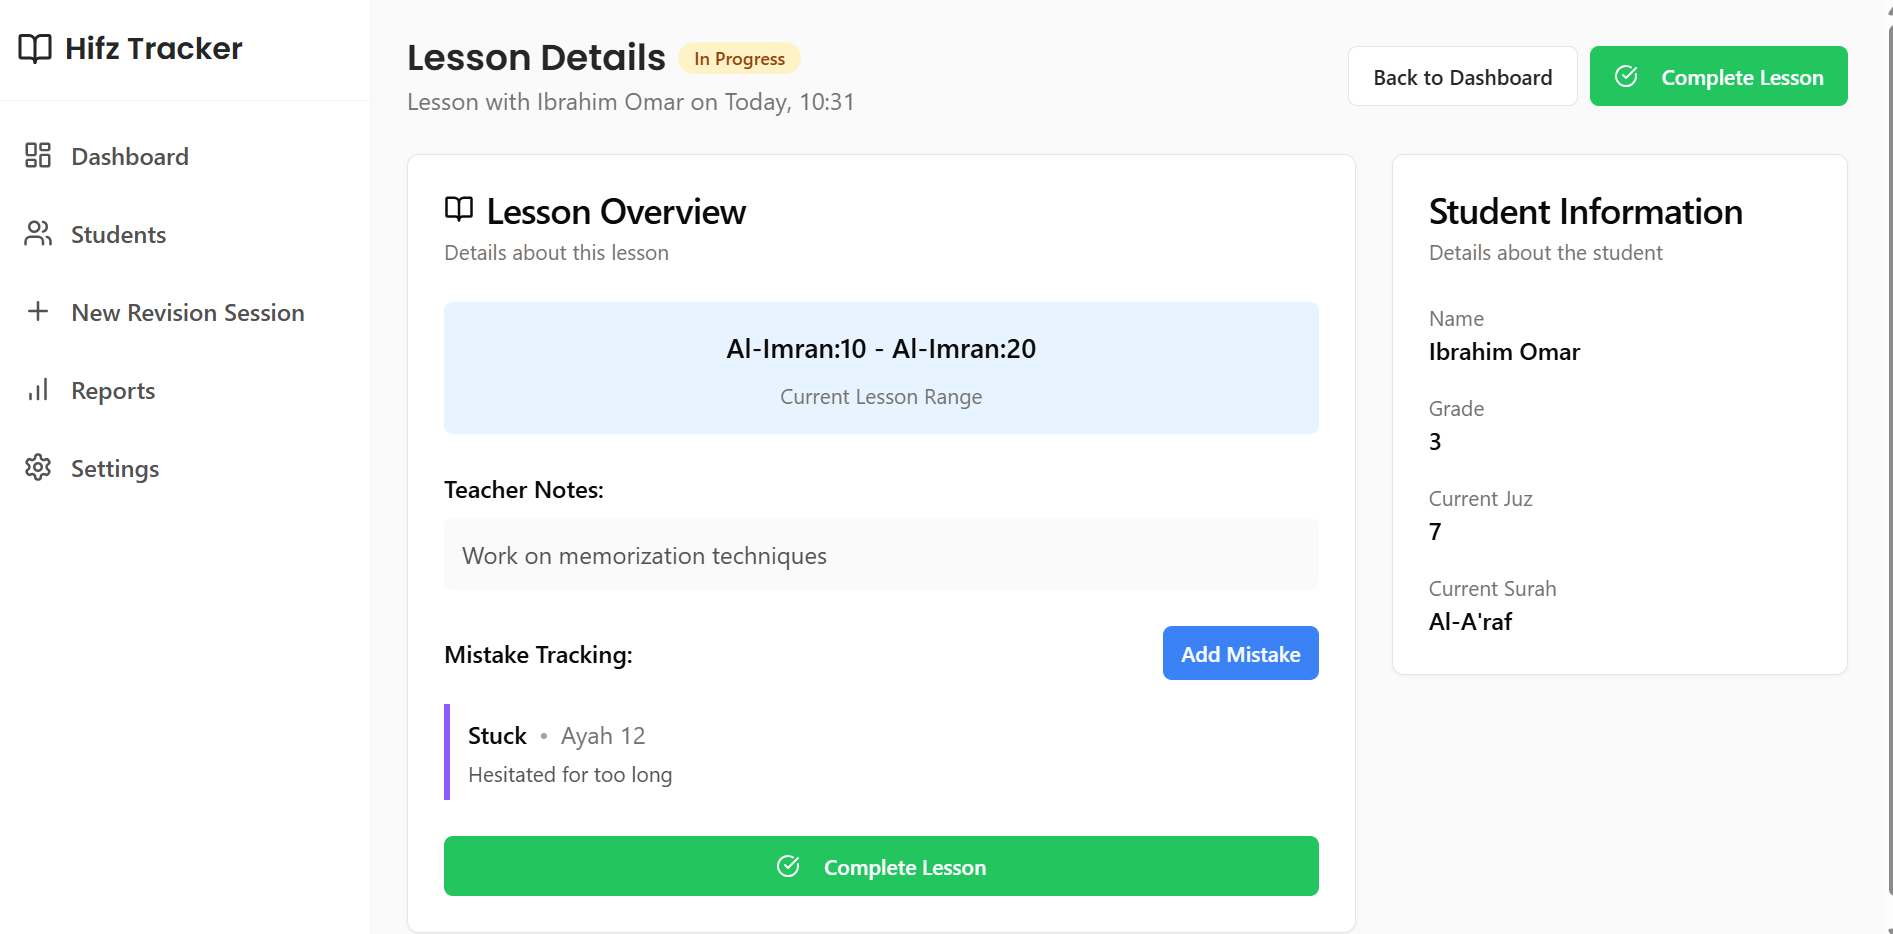 Hifz Tracker
Dashboard
Students
New Revision Session
Reports
Settings
Lesson Details
In Progress
Lesson with Ibrahim Omar on Today, 10:31
Back to Dashboard
Complete Lesson
Lesson Overview
Details about this lesson
Al-Imran:10 - Al-Imran:20
Current Lesson Range
Teacher Notes:
Work on memorization techniques
Mistake Tracking:
Add Mistake
Stuck • Ayah 12
Hesitated for too long
Complete Lesson
Student Information
Details about the student
Name
Ibrahim Omar
Grade
3
Current Juz
7
Current Surah
Al-A'raf